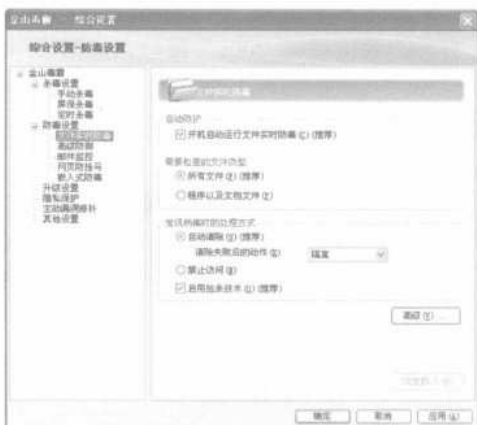 金山毒霸 - 综合设置
综合设置-防毒设置
金山毒霸
杀毒设置
手动杀毒
屏保杀毒
定时杀毒
防毒设置
文件实时防毒
高级防御
邮件监控
网页防挂马
嵌入式防毒
升级设置
隐私保护
主动漏洞修补
其他设置
文件实时防毒
自动防护
开机自动运行文件实时防毒(C)(推荐)
需要检查的文件类型
所有文件(E)(推荐)
程序以及文档文件(F)
发现病毒时的处理方式
自动清除(V)(推荐)
清除失败后的动作(K)
隔离
禁止访问(B)
启用抢杀技术(L)(推荐)
高级(Y)...
确定
取消
应用(A)